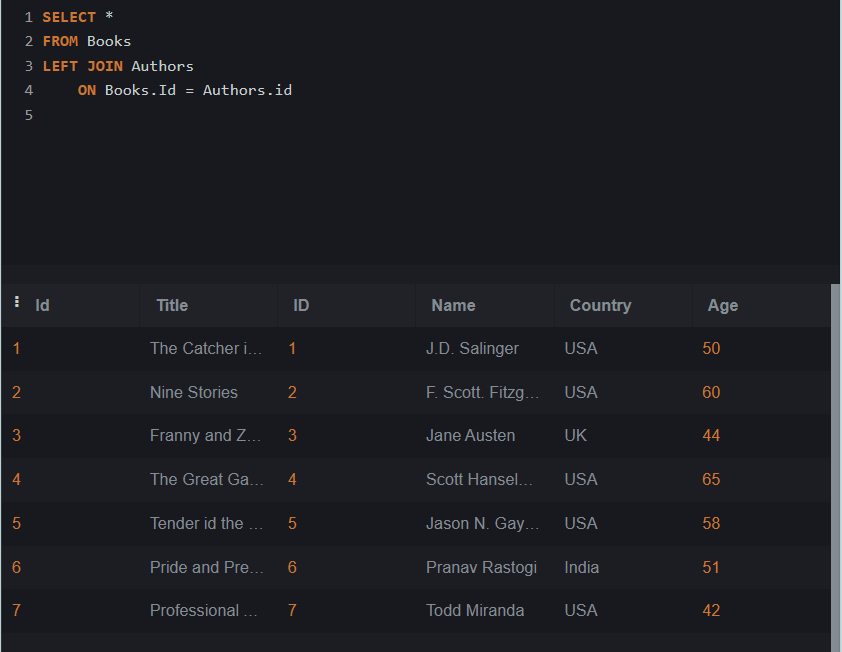 1 SELECT *
2 FROM Books
3 LEFT JOIN Authors
4 ON Books.Id = Authors.id
5
Id Title ID Name Country Age
1 The Catcher i... 1 J.D. Salinger USA 50
2 Nine Stories 2 F. Scott. Fitzg... USA 60
3 Franny and Z... 3 Jane Austen UK 44
4 The Great Ga... 4 Scott Hansel... USA 65
5 Tender id the ... 5 Jason N. Gay... USA 58
6 Pride and Pre... 6 Pranav Rastogi India 51
7 Professional ... 7 Todd Miranda USA 42